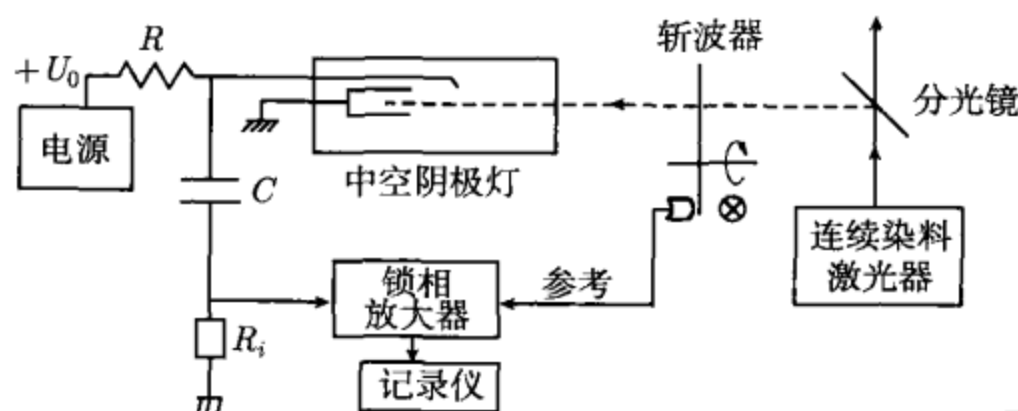 斩波器
R
+U₀
分光镜
电源
中空阴极灯
C
连续染料
激光器
锁相
放大器
参考
Rᵢ
记录仪